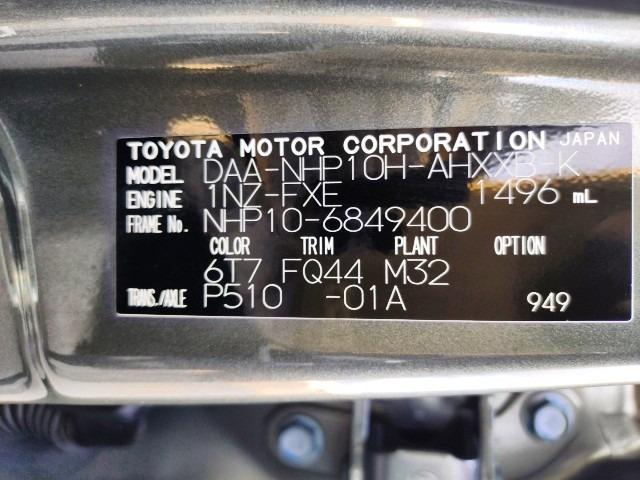 TOYOTA MOTOR CORPORATION JAPAN
MODEL DAA-NHP10H-AHXXB-K
ENGINE 1NZ-FXE 1496 mL
FRAME No. NHP10-6849400
COLOR TRIM PLANT OPTION
6T7 FQ44 M32
TRANS./AXLE P510 -01A 949